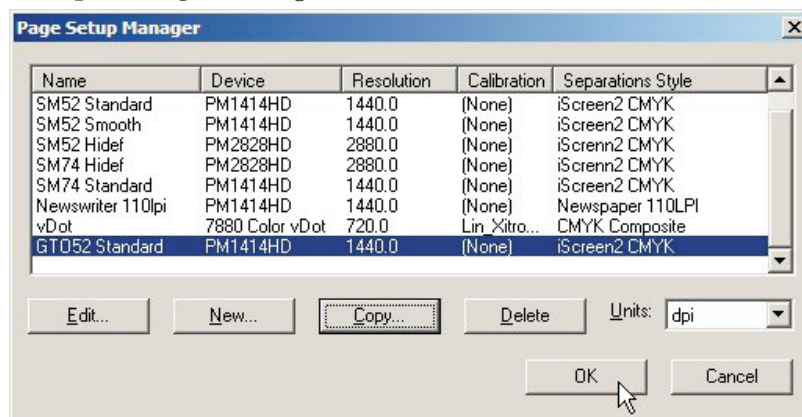 Page Setup Manager
Name Device Resolution Calibration Separations Style
SM52 Standard PM1414HD 1440.0 (None) iScreen2 CMYK
SM52 Smooth PM1414HD 1440.0 (None) iScreen2 CMYK
SM52 Hidef PM2828HD 2880.0 (None) iScrenn2 CMYK
SM74 Hidef PM2828HD 2880.0 (None) iScrenn2 CMYK
SM74 Standard PM1414HD 1440.0 (None) iScreen2 CMYK
Newswriter 110lpi PM1414HD 1440.0 (None) Newspaper 110LPI
vDot 7880 Color vDot 720.0 Lin_Xitro... CMYK Composite
GTO52 Standard PM1414HD 1440.0 (None) iScreen2 CMYK
Edit... New... Copy... Delete Units: dpi
OK Cancel